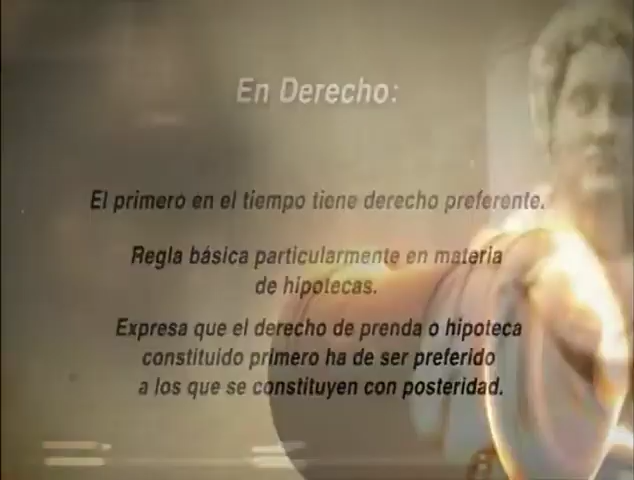 En Derecho:
El primero en el tiempo tiene derecho preferente.
Regla básica particularmente en materia
de hipotecas.
Expresa que el derecho de prenda o hipoteca
constituido primero ha de ser preferido
a los que se constituyen con posteridad.